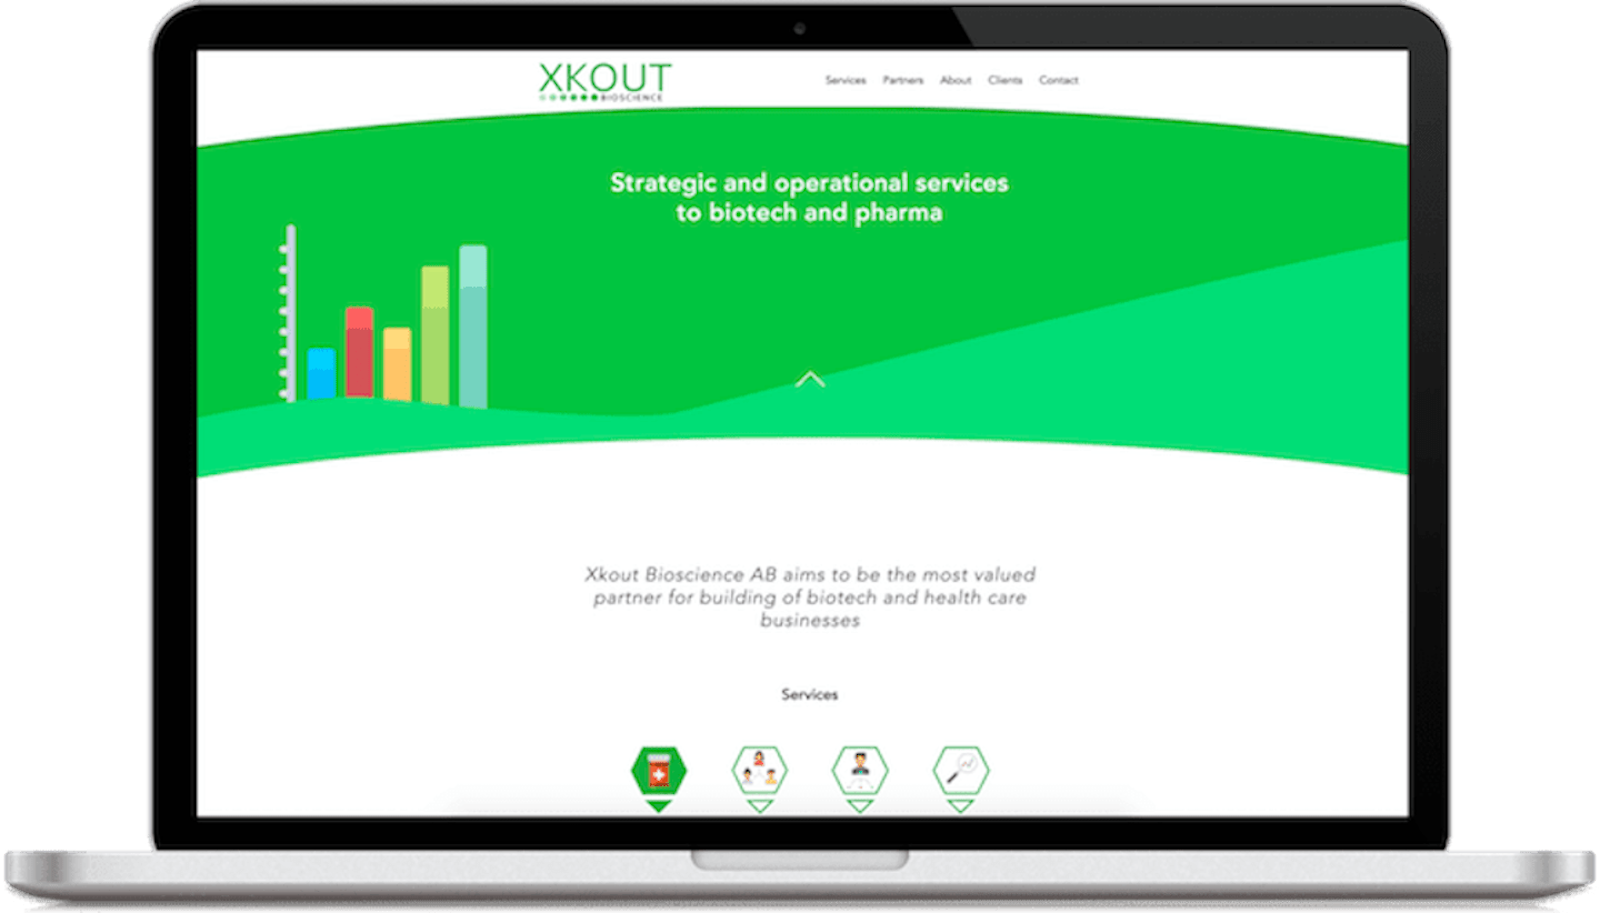 XKOUT
BIOSCIENCE
Services Partners About Clients Contact
Strategic and operational services
to biotech and pharma
Xkout Bioscience AB aims to be the most valued
partner for building of biotech and health care
businesses
Services